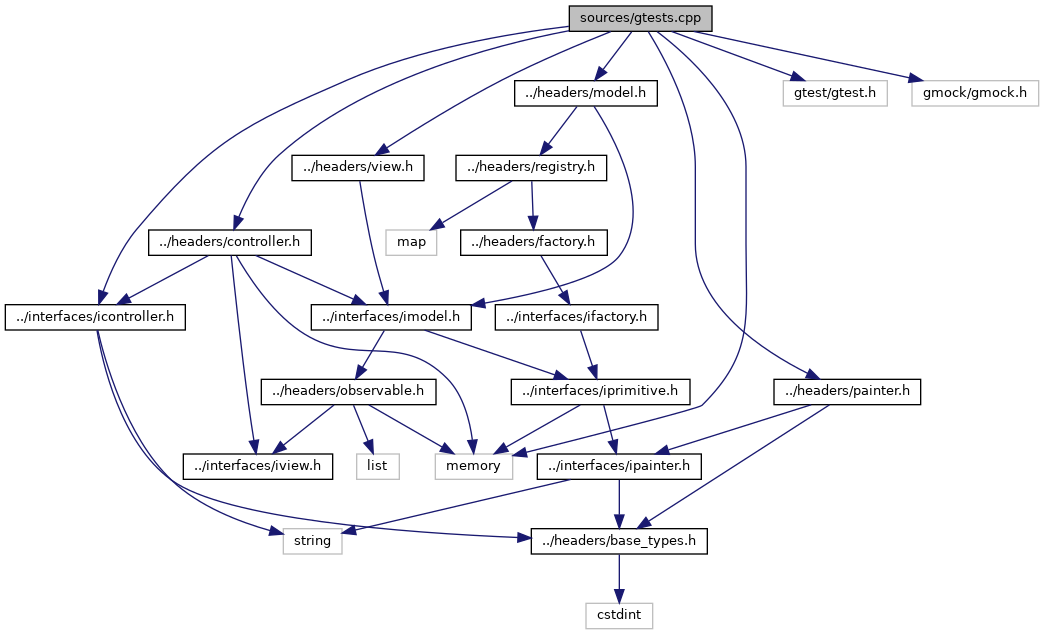 sources/gtests.cpp
../headers/model.h
gtest/gtest.h
gmock/gmock.h
../headers/view.h
../headers/registry.h
../headers/controller.h
map
../headers/factory.h
../interfaces/icontroller.h
../interfaces/imodel.h
../interfaces/ifactory.h
../headers/observable.h
../interfaces/iprimitive.h
../headers/painter.h
../interfaces/iview.h
list
memory
../interfaces/ipainter.h
string
../headers/base_types.h
cstdint